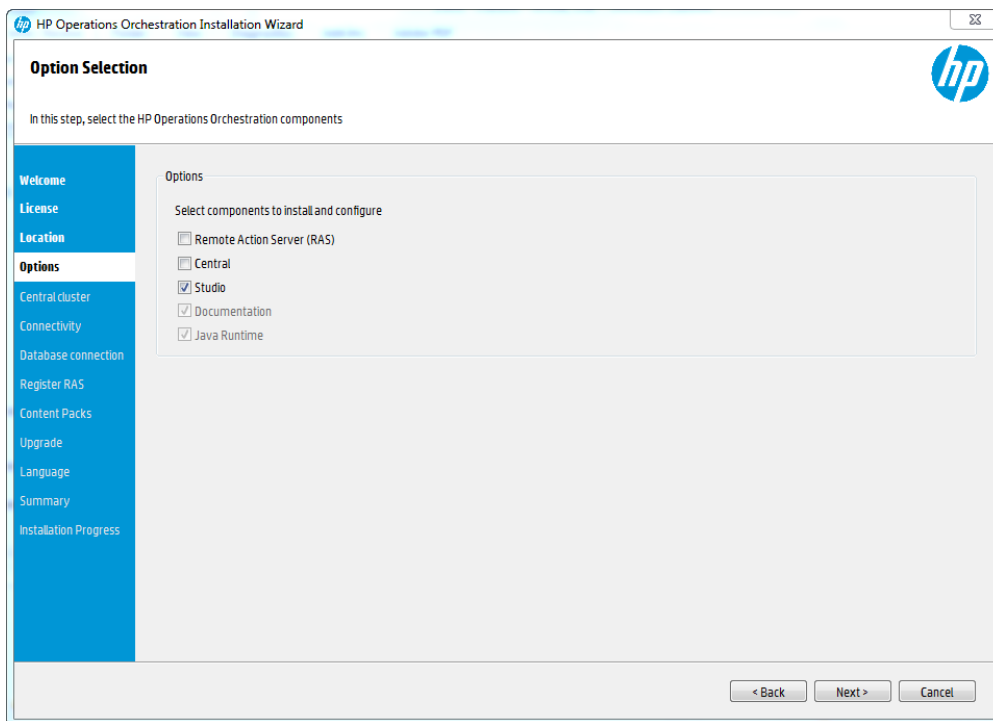 HP Operations Orchestration Installation Wizard
Option Selection
hp
In this step, select the HP Operations Orchestration components
Welcome
License
Location
Options
Central cluster
Connectivity
Database connection
Register RAS
Content Packs
Upgrade
Language
Summary
Installation Progress
Options
Select components to install and configure
Remote Action Server (RAS)
Central
Studio
Documentation
Java Runtime
< Back Next > Cancel